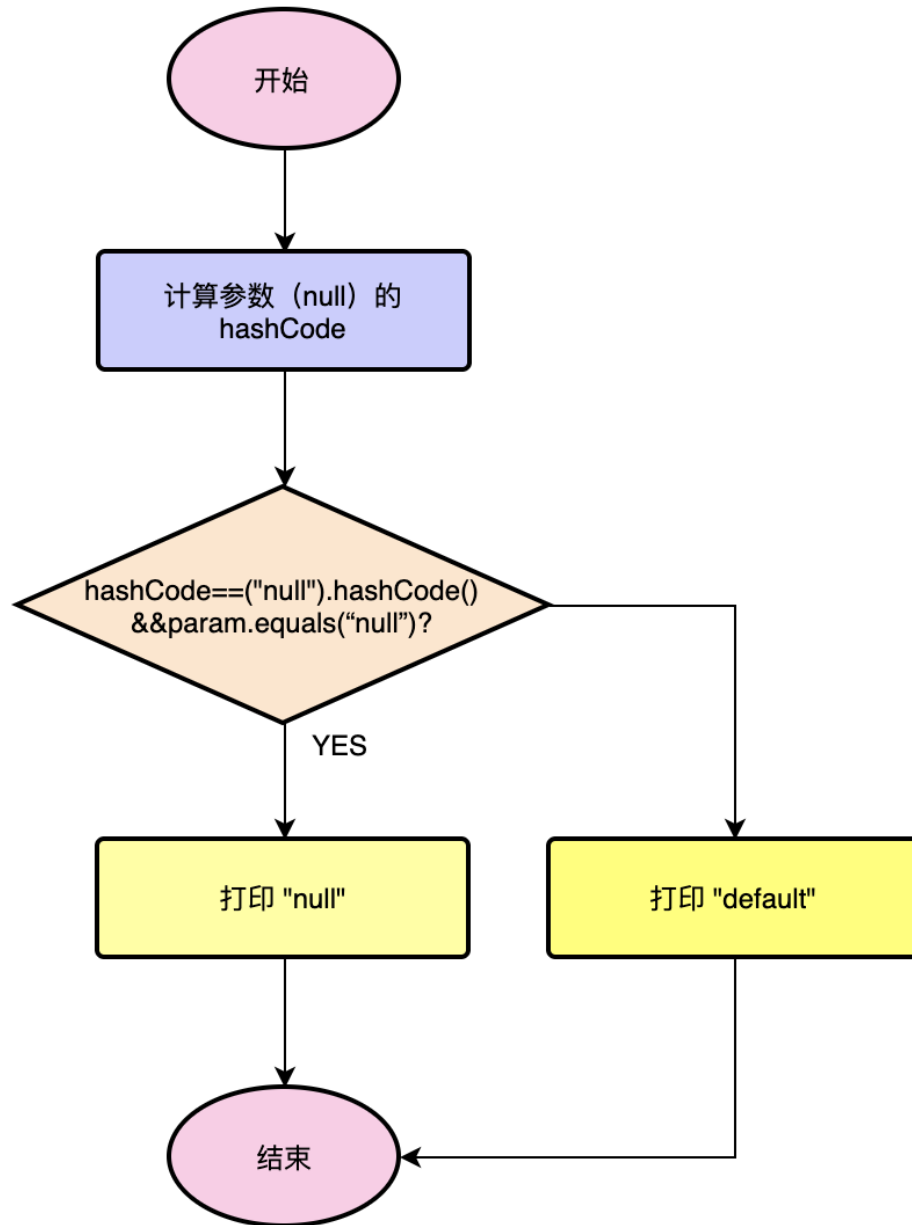 开始
计算参数（null）的
hashCode
hashCode==("null").hashCode()
&&param.equals(“null”)?
YES
打印 "null"
打印 "default"
结束